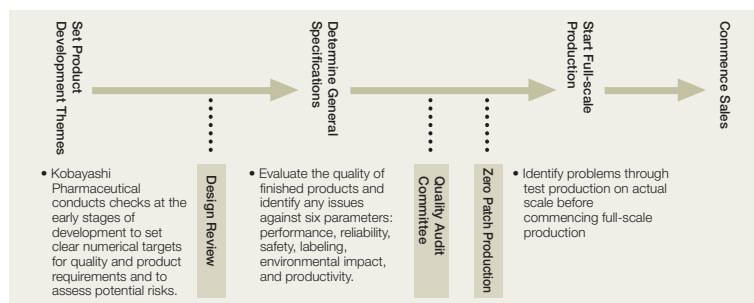 Set Product
Development Themes
Determine General
Specifications
Start Full-scale
Production
Commence Sales
• Kobayashi
Pharmaceutical
conducts checks at the
early stages of
development to set
clear numerical targets
for quality and product
requirements and to
assess potential risks.
Design Review
• Evaluate the quality of
finished products and
identify any issues
against six parameters:
performance, reliability,
safety, labeling,
environmental impact,
and productivity.
Quality Audit
Committee
Zero Patch Production
• Identify problems through
test production on actual
scale before
commencing full-scale
production